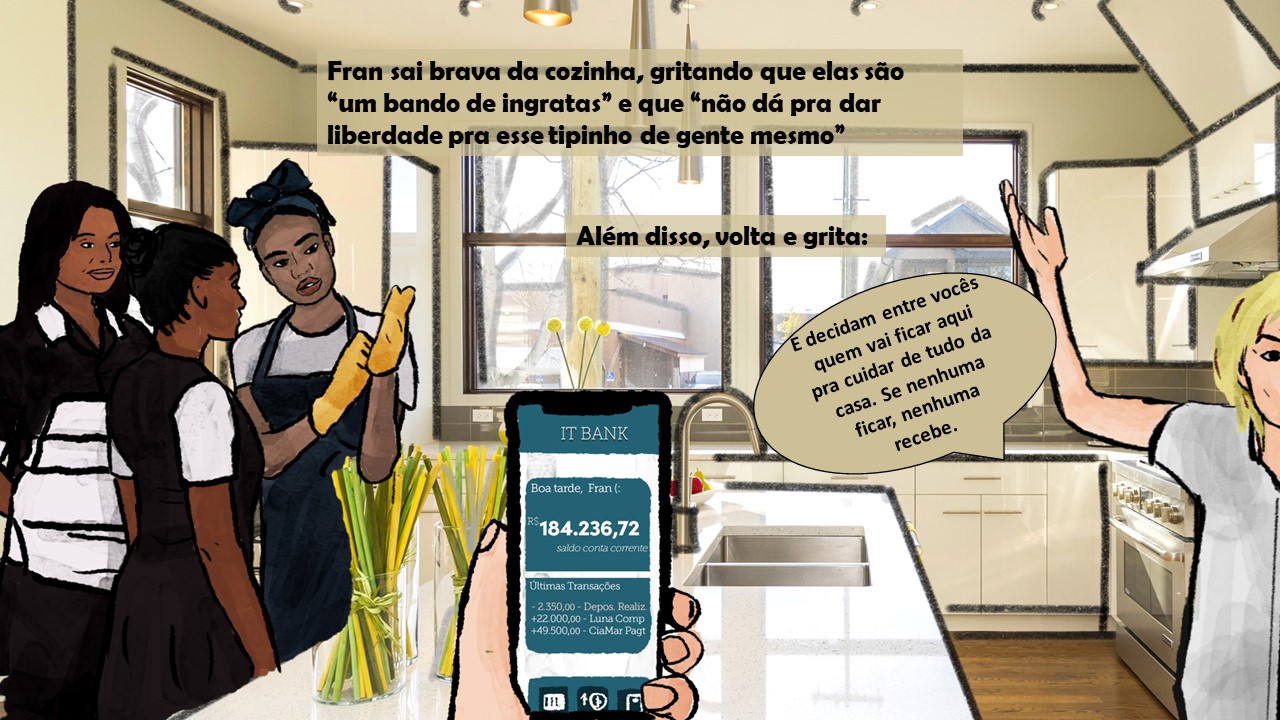 Fran sai brava da cozinha, gritando que elas são
“um bando de ingratas” e que “não dá pra dar
liberdade pra esse tipinho de gente mesmo”
Além disso, volta e grita:
E decidam entre vocês
quem vai ficar aqui
pra cuidar de tudo da
casa. Se nenhuma
ficar, nenhuma
recebe.
IT BANK
Boa tarde, Fran (:
R$ 184.236,72
saldo conta corrente
Últimas Transações
- 2.350,00 - Depos. Realiz.
+22.000,00 - Luna Comp
+49.500,00 - CiaMar Pagt